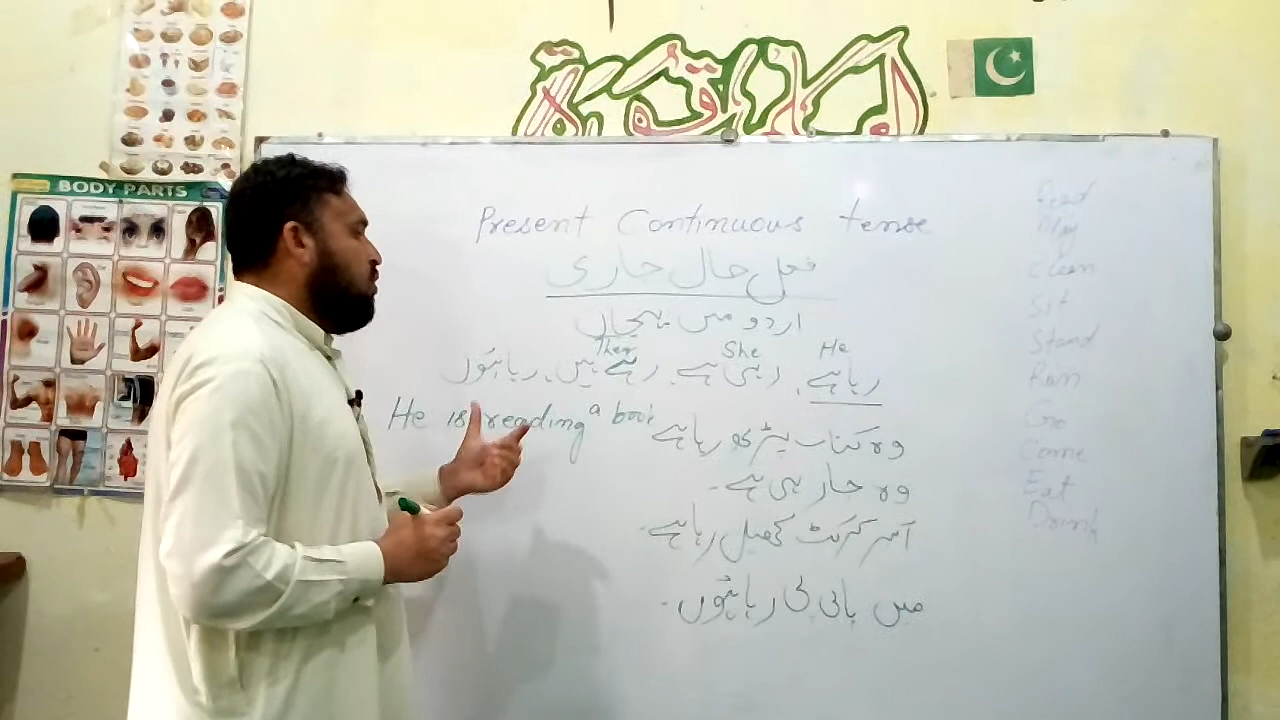 BODY PARTS
Present Continuous tense
فعل حال جاری
اردو میں پہچان
He She They
رہا ہے، رہی ہے، رہے ہیں، رہا ہوں
He is reading a book
وہ کتاب پڑھ رہا ہے
وہ جا رہی ہے۔
کرکٹ کھیل رہا ہے۔
میں پانی پی رہا ہوں۔
Read
Play
Clean
Sit
Stand
Run
Go
Come
Eat
Drink